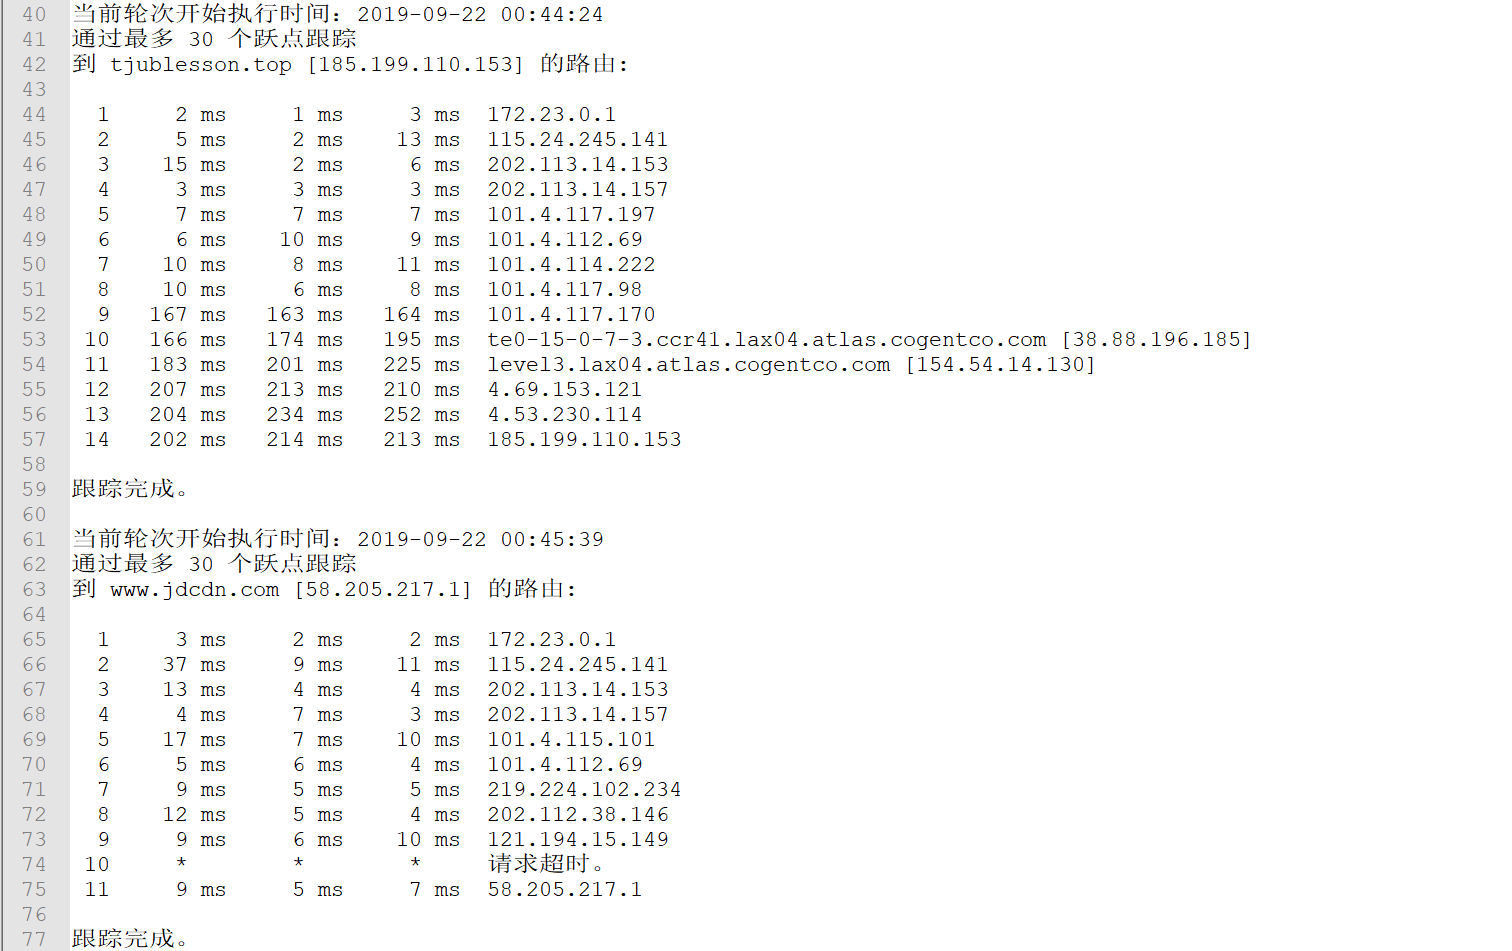 40 当前轮次开始执行时间：2019-09-22 00:44:24
41 通过最多 30 个跃点跟踪
42 到 tjublesson.top [185.199.110.153] 的路由:
43
44 1 2 ms 1 ms 3 ms 172.23.0.1
45 2 5 ms 2 ms 13 ms 115.24.245.141
46 3 15 ms 2 ms 6 ms 202.113.14.153
47 4 3 ms 3 ms 3 ms 202.113.14.157
48 5 7 ms 7 ms 7 ms 101.4.117.197
49 6 6 ms 10 ms 9 ms 101.4.112.69
50 7 10 ms 8 ms 11 ms 101.4.114.222
51 8 10 ms 6 ms 8 ms 101.4.117.98
52 9 167 ms 163 ms 164 ms 101.4.117.170
53 10 166 ms 174 ms 195 ms te0-15-0-7-3.ccr41.lax04.atlas.cogentco.com [38.88.196.185]
54 11 183 ms 201 ms 225 ms level3.lax04.atlas.cogentco.com [154.54.14.130]
55 12 207 ms 213 ms 210 ms 4.69.153.121
56 13 204 ms 234 ms 252 ms 4.53.230.114
57 14 202 ms 214 ms 213 ms 185.199.110.153
58
59 跟踪完成。
60
61 当前轮次开始执行时间：2019-09-22 00:45:39
62 通过最多 30 个跃点跟踪
63 到 www.jdcdn.com [58.205.217.1] 的路由:
64
65 1 3 ms 2 ms 2 ms 172.23.0.1
66 2 37 ms 9 ms 11 ms 115.24.245.141
67 3 13 ms 4 ms 4 ms 202.113.14.153
68 4 4 ms 7 ms 3 ms 202.113.14.157
69 5 17 ms 7 ms 10 ms 101.4.115.101
70 6 5 ms 6 ms 4 ms 101.4.112.69
71 7 9 ms 5 ms 5 ms 219.224.102.234
72 8 12 ms 5 ms 4 ms 202.112.38.146
73 9 9 ms 6 ms 10 ms 121.194.15.149
74 10 * * * 请求超时。
75 11 9 ms 5 ms 7 ms 58.205.217.1
76
77 跟踪完成。